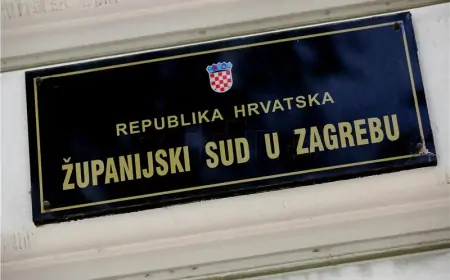 REPUBLIKA HRVATSKA
ŽUPANIJSKI SUD U ZAGREBU